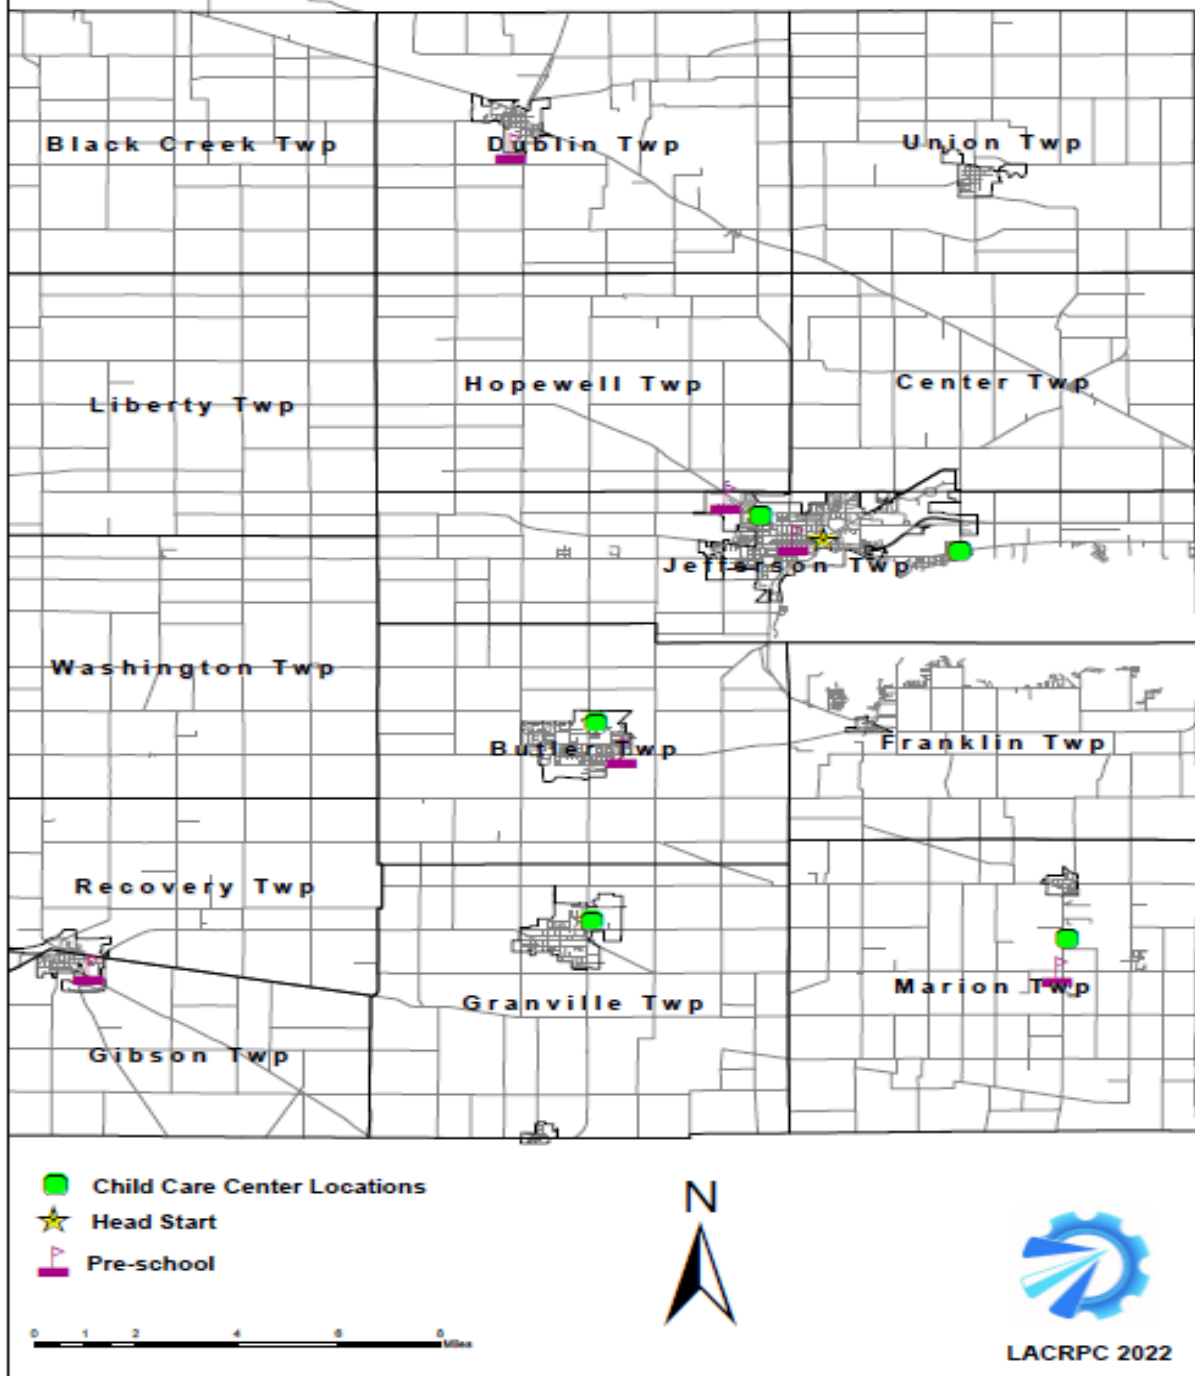 Black Creek Twp
Dublin Twp
Union Twp
Liberty Twp
Hopewell Twp
Center Twp
Jefferson Twp
Washington Twp
Butler Twp
Franklin Twp
Recovery Twp
Granville Twp
Marion Twp
Gibson Twp
Child Care Center Locations
Head Start
Pre-school
N
0 1 2 4 6 8
Miles
LACRPC 2022